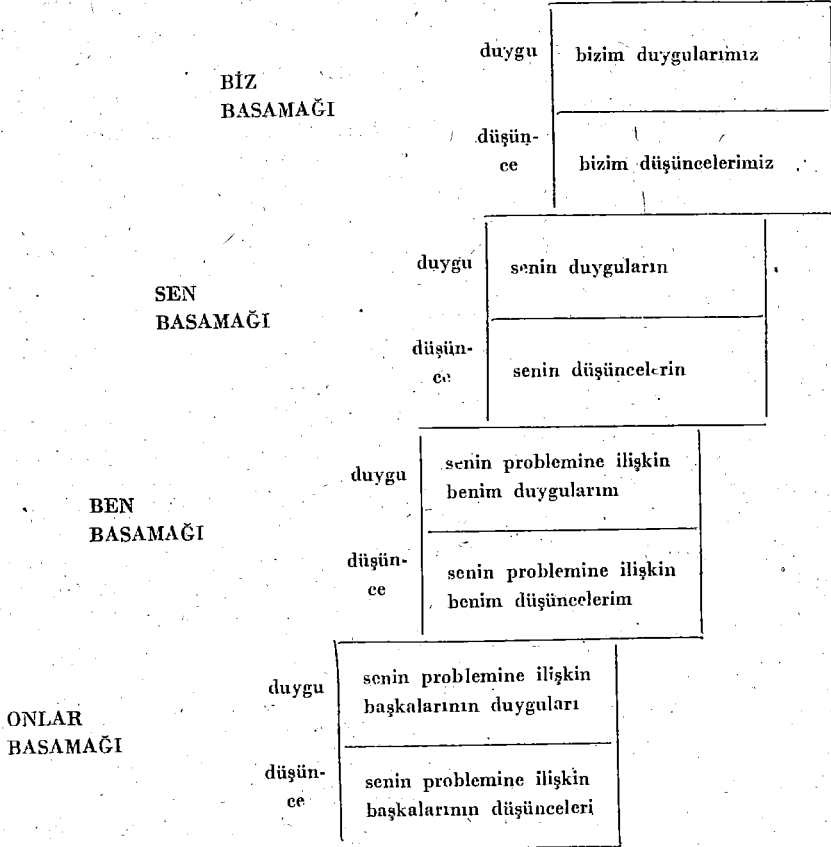 duygu
bizim duygularımız
BİZ
BASAMAĞI
düşün-
ce
bizim düşüncelerimiz
duygu
senin duyguların
SEN
BASAMAĞI
düşün-
ce
senin düşüncelerin
duygu
senin problemine ilişkin
benim duygularım
BEN
BASAMAĞI
düşün-
ce
senin problemine ilişkin
benim düşüncelerim
duygu
senin problemine ilişkin
başkalarının duyguları
ONLAR
BASAMAĞI
düşün-
ce
senin problemine ilişkin
başkalarının düşünceleri